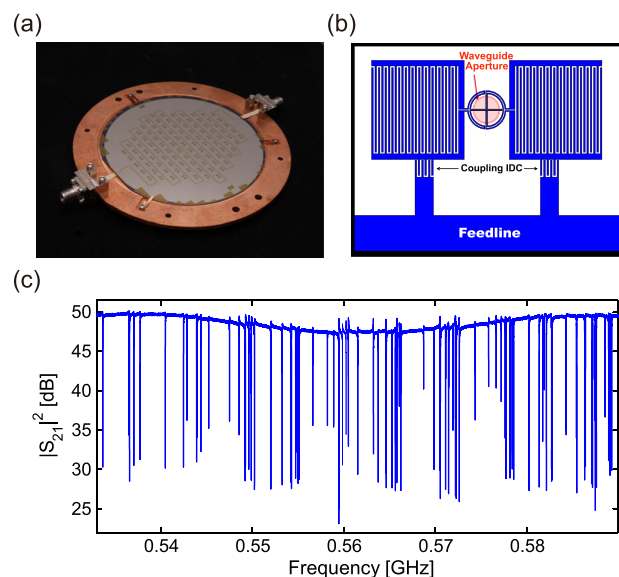 (a)
(b)
Waveguide
Aperture
Coupling IDC
Feedline
(c)
|S21|² [dB]
50
45
40
35
30
25
0.54
0.55
0.56
0.57
0.58
Frequency [GHz]